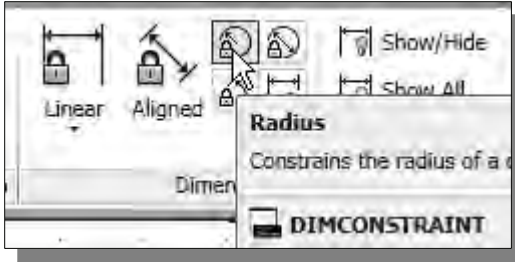 Show/Hide
Show All
Linear
Aligned
Radius
Constrains the radius of a
Dimen
DIMCONSTRAINT